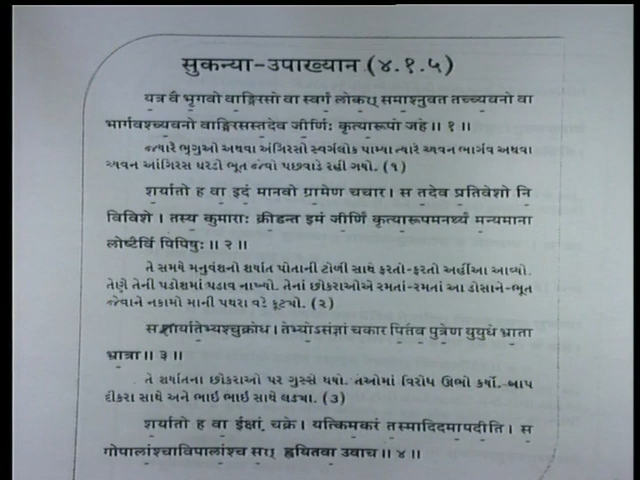 सुकन्या-उपाख्यान (४.१.५)
यत्र वै भृगवो वाङ्गिरसो वा स्वर्गं लोकꣳ समाश्नुवत तच्च्यवनो वा
भार्गवश्च्यवनो वाङ्गिरसस्तदेव जीर्णिः कृत्यारूपो जहे ॥ १ ॥
જ્યારે ભૃગુઓ અથવા અંગિરસો સ્વર્ગલોક પામ્યા ત્યારે ચ્યવન ભાર્ગવ અથવા
ચ્યવન આંગિરસ ઘરડો ભૂત જેવો પછવાડે રહી ગયો. (૧)
शर्यातो ह वा इदं मानवो ग्रामेण चचार। स तदेव प्रतिवेशो नि
विविशे। तस्य कुमाराः क्रीडन्त इमं जीर्णिं कृत्यारूपमनर्थ्यं मन्यमाना
लोष्टैर्वि पिपिषुः॥ २ ॥
તે સમયે મનુવંશનો શર્યાત પોતાની ટોળી સાથે ફરતો-ફરતો અહીંઆ આવ્યો.
તેણે તેની પડોશમાં પડાવ નાખ્યો. તેનાં છોકરાઓએ રમતાં-રમતાં આ ડોસાને-ભૂત
જેવાને નકામો માની પથરા વડે કૂટ્યો. (૨)
स शार्यातेभ्यश्चुक्रोध। तेभ्योऽसंज्ञां चकार पितैव पुत्रेण युयुधे भ्राता
भ्रात्रा॥ ३ ॥
તે શર્યાતના છોકરાઓ પર ગુસ્સે થયો. તેઓમાં વિરોધ ઊભો કર્યો. બાપ
દીકરા સાથે અને ભાઇ ભાઇ સાથે લડ્યા. (૩)
शर्यातो ह वा ईक्षां चक्रे। यत्किमकरं तस्मादिदमापदीति। स
गोपालांश्चाविपालांश्च सꣳ ह्वयितवा उवाच॥ ४ ॥